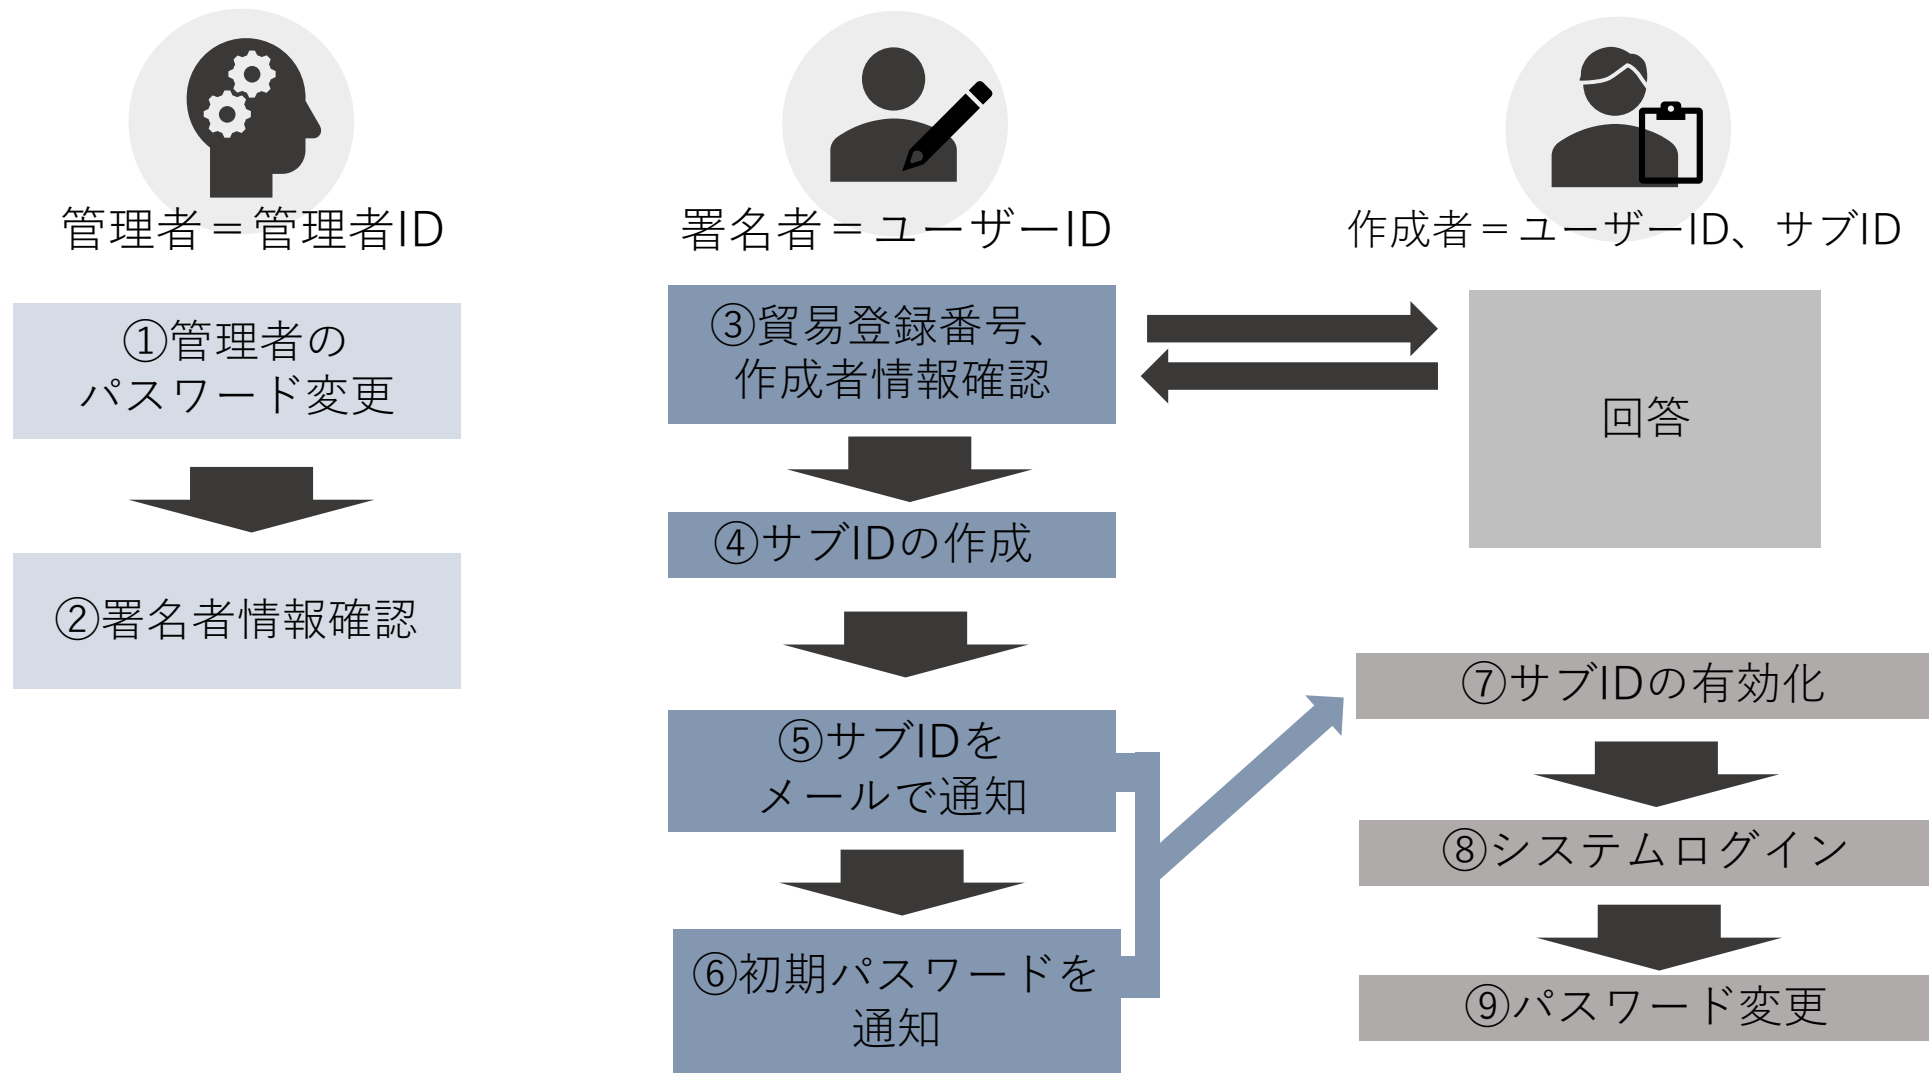 管理者＝管理者ID
①管理者の
パスワード変更
②署名者情報確認
署名者＝ユーザーID
③貿易登録番号、
作成者情報確認
④サブIDの作成
⑤サブIDを
メールで通知
⑥初期パスワードを
通知
作成者＝ユーザーID、サブID
回答
⑦サブIDの有効化
⑧システムログイン
⑨パスワード変更